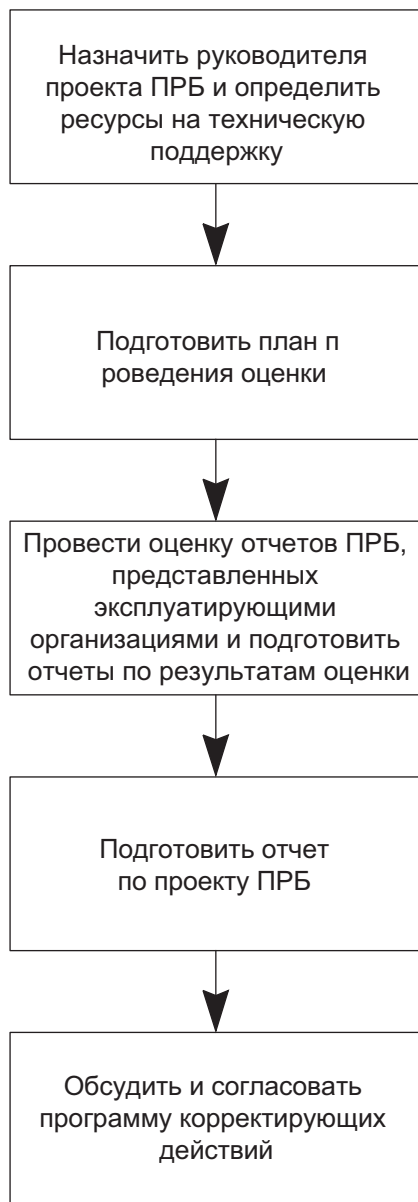 Назначить руководителя
проекта ПРБ и определить
ресурсы на техническую
поддержку
Подготовить план п
роведения оценки
Провести оценку отчетов ПРБ,
представленных
эксплуатирующими
организациями и подготовить
отчеты по результатам оценки
Подготовить отчет
по проекту ПРБ
Обсудить и согласовать
программу корректирующих
действий